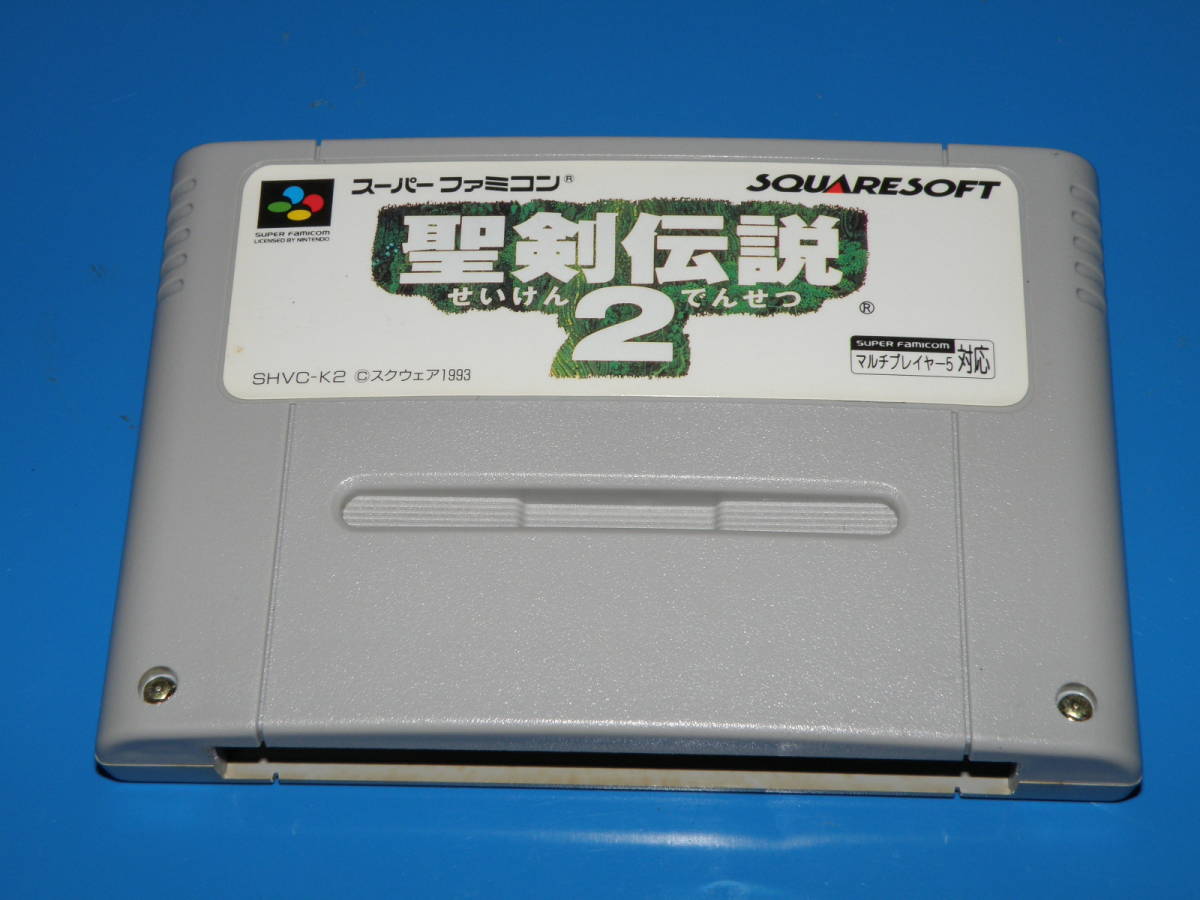 スーパーファミコン®
SQUARESOFT
SUPER FAMICOM
LICENSED BY NINTENDO
聖剣伝説
せいけん でんせつ
2
®
SUPER FAMICOM
マルチプレイヤー5 対応
SHVC-K2 ©スクウェア1993